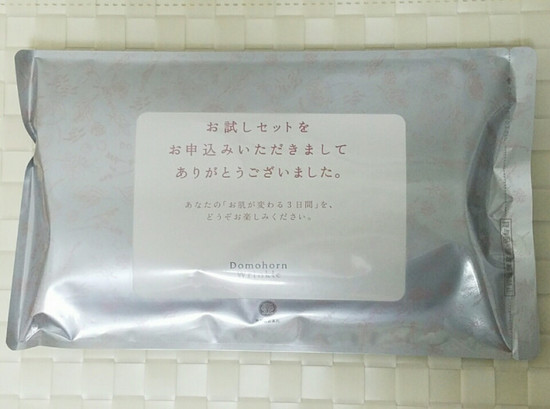 お試しセットを
お申込みいただきまして
ありがとうございました。
あなたの「お肌が変わる3日間」を、
どうぞお楽しみください。
Domohorn